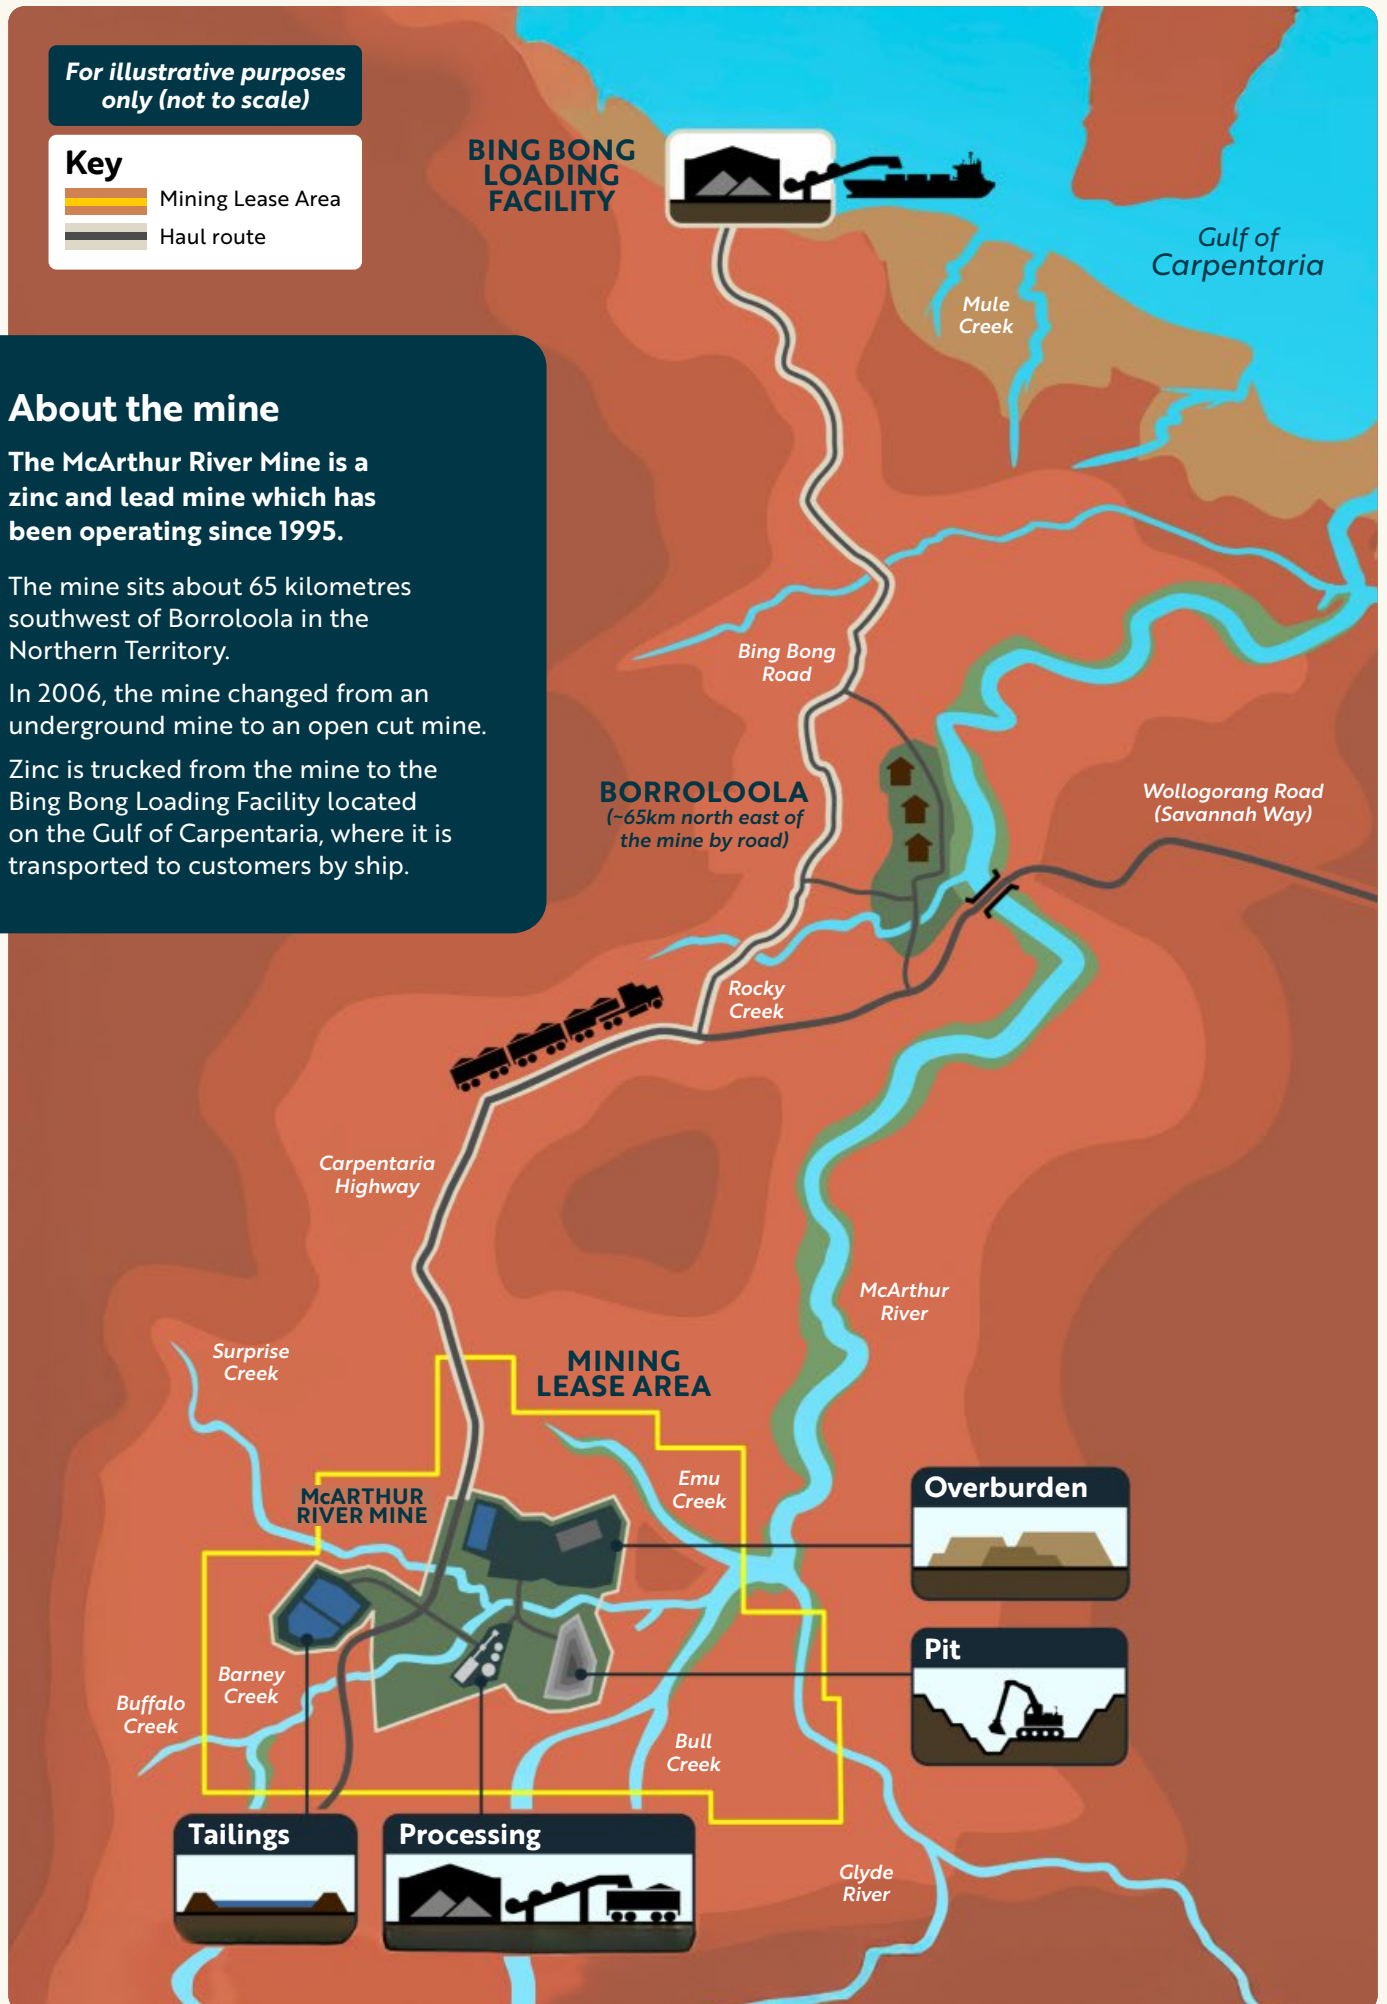 For illustrative purposes
only (not to scale)
Key
Mining Lease Area
Haul route
BING BONG
LOADING
FACILITY
Gulf of
Carpentaria
Mule
Creek
About the mine
The McArthur River Mine is a
zinc and lead mine which has
been operating since 1995.
The mine sits about 65 kilometres
southwest of Borroloola in the
Northern Territory.
In 2006, the mine changed from an
underground mine to an open cut mine.
Zinc is trucked from the mine to the
Bing Bong Loading Facility located
on the Gulf of Carpentaria, where it is
transported to customers by ship.
Bing Bong
Road
BORROLOOLA
(~65km north east of
the mine by road)
Wollogorang Road
(Savannah Way)
Rocky
Creek
Carpentaria
Highway
McArthur
River
Surprise
Creek
MINING
LEASE AREA
Emu
Creek
McARTHUR
RIVER MINE
Overburden
Pit
Barney
Creek
Buffalo
Creek
Bull
Creek
Tailings
Processing
Glyde
River